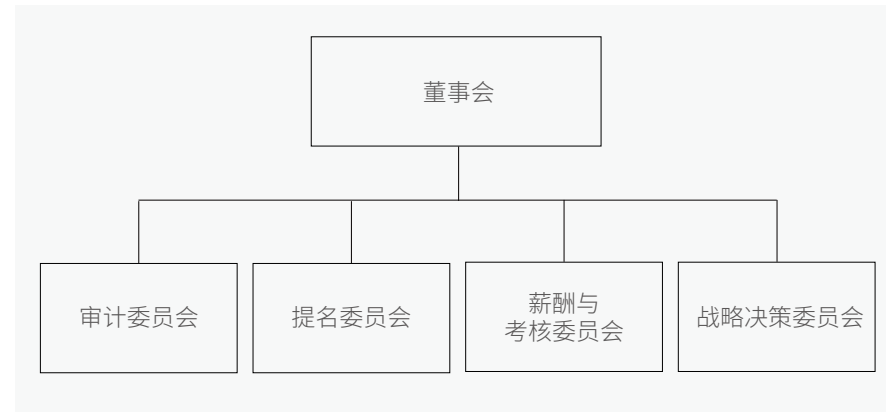 董事会
审计委员会
提名委员会
薪酬与
考核委员会
战略决策委员会